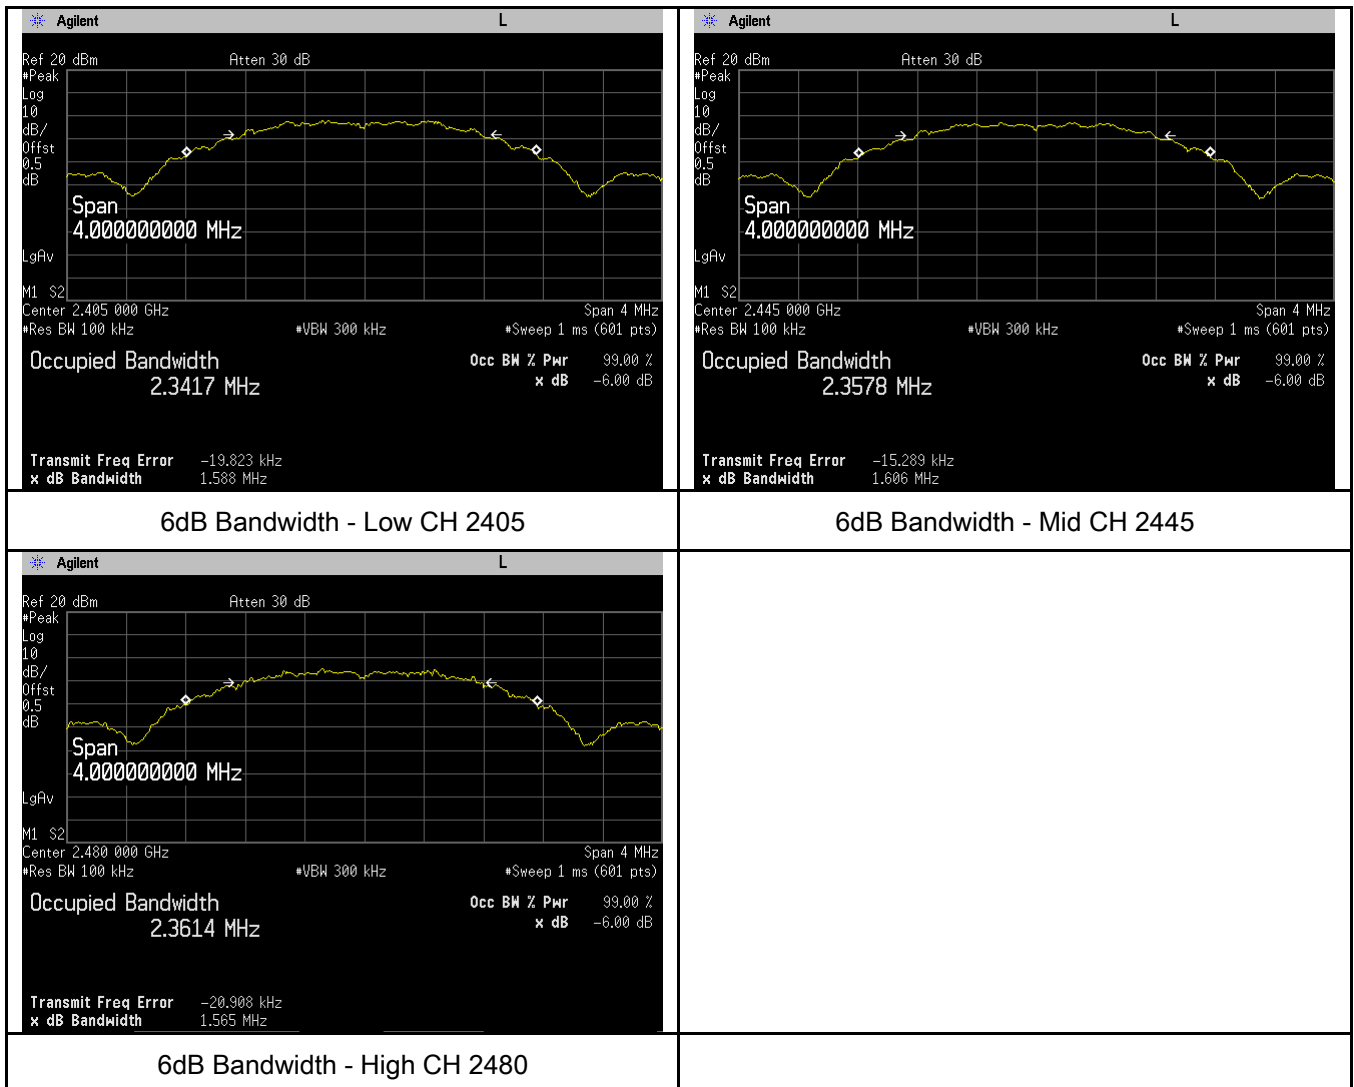 Agilent L
Ref 20 dBm Atten 30 dB
#Peak
Log
10
dB/
Offst
0.5
dB
Span
4.000000000 MHz
LgAv
M1 S2
Center 2.405 000 GHz Span 4 MHz
#Res BW 100 kHz #VBW 300 kHz #Sweep 1 ms (601 pts)
Occupied Bandwidth Occ BW % Pwr 99.00 %
2.3417 MHz x dB -6.00 dB
Transmit Freq Error -19.823 kHz
x dB Bandwidth 1.588 MHz
6dB Bandwidth - Low CH 2405
Agilent L
Ref 20 dBm Atten 30 dB
#Peak
Log
10
dB/
Offst
0.5
dB
Span
4.000000000 MHz
LgAv
M1 S2
Center 2.445 000 GHz Span 4 MHz
#Res BW 100 kHz #VBW 300 kHz #Sweep 1 ms (601 pts)
Occupied Bandwidth Occ BW % Pwr 99.00 %
2.3578 MHz x dB -6.00 dB
Transmit Freq Error -15.289 kHz
x dB Bandwidth 1.606 MHz
6dB Bandwidth - Mid CH 2445
Agilent L
Ref 20 dBm Atten 30 dB
#Peak
Log
10
dB/
Offst
0.5
dB
Span
4.000000000 MHz
LgAv
M1 S2
Center 2.480 000 GHz Span 4 MHz
#Res BW 100 kHz #VBW 300 kHz #Sweep 1 ms (601 pts)
Occupied Bandwidth Occ BW % Pwr 99.00 %
2.3614 MHz x dB -6.00 dB
Transmit Freq Error -20.908 kHz
x dB Bandwidth 1.565 MHz
6dB Bandwidth - High CH 2480